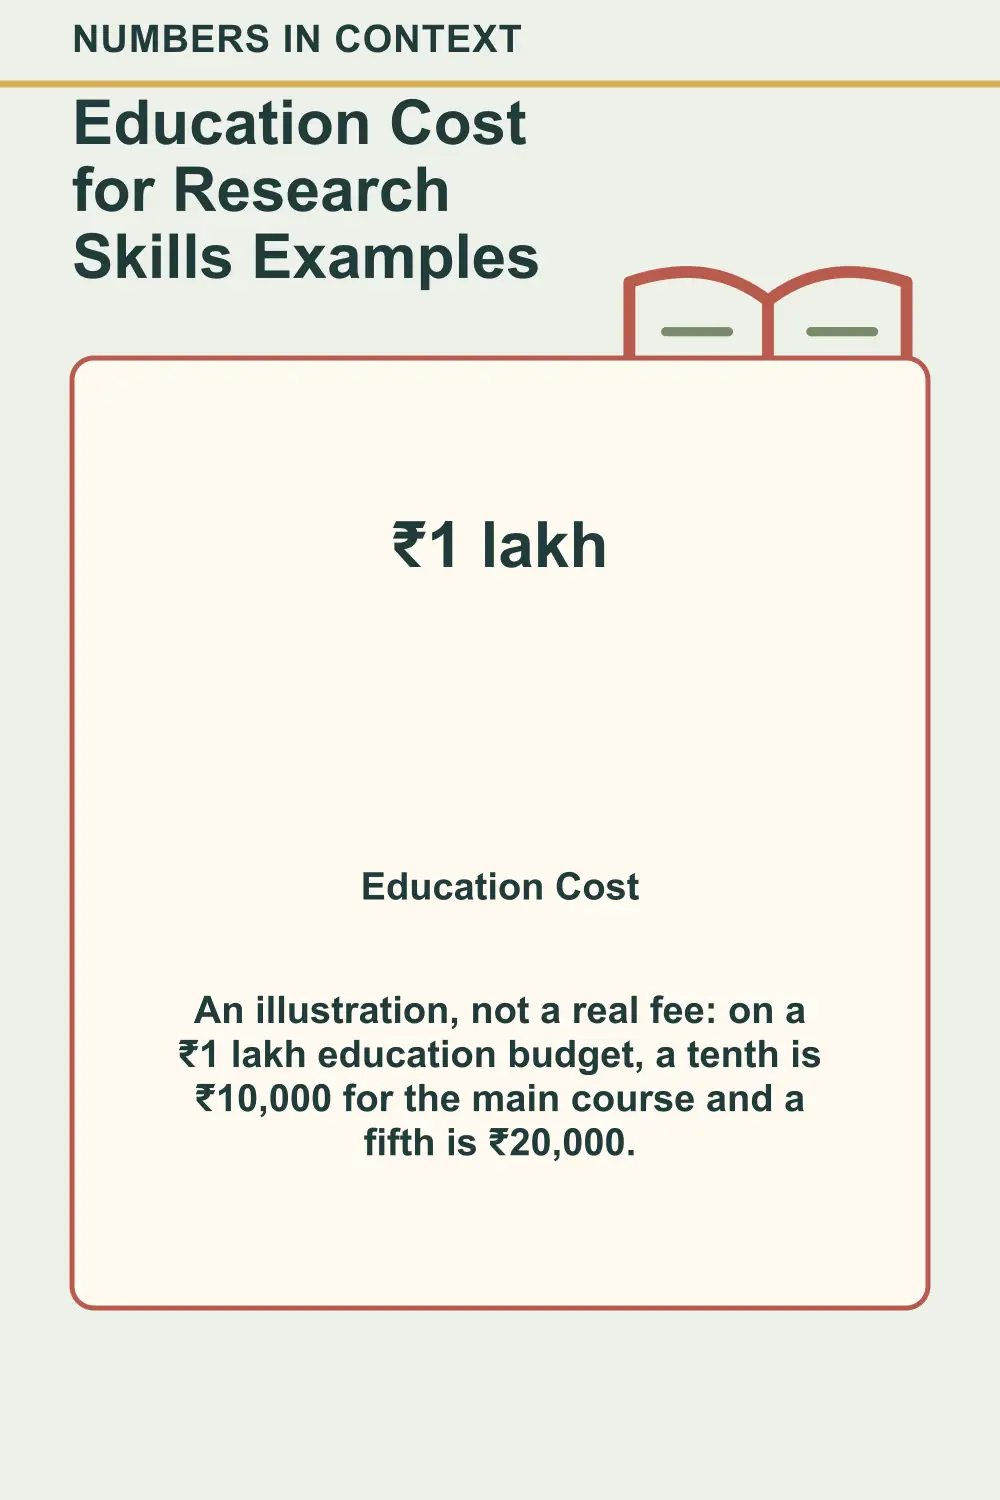 NUMBERS IN CONTEXT
Education Cost
for Research
Skills Examples
₹1 lakh
Education Cost
An illustration, not a real fee: on a
₹1 lakh education budget, a tenth is
₹10,000 for the main course and a
fifth is ₹20,000.